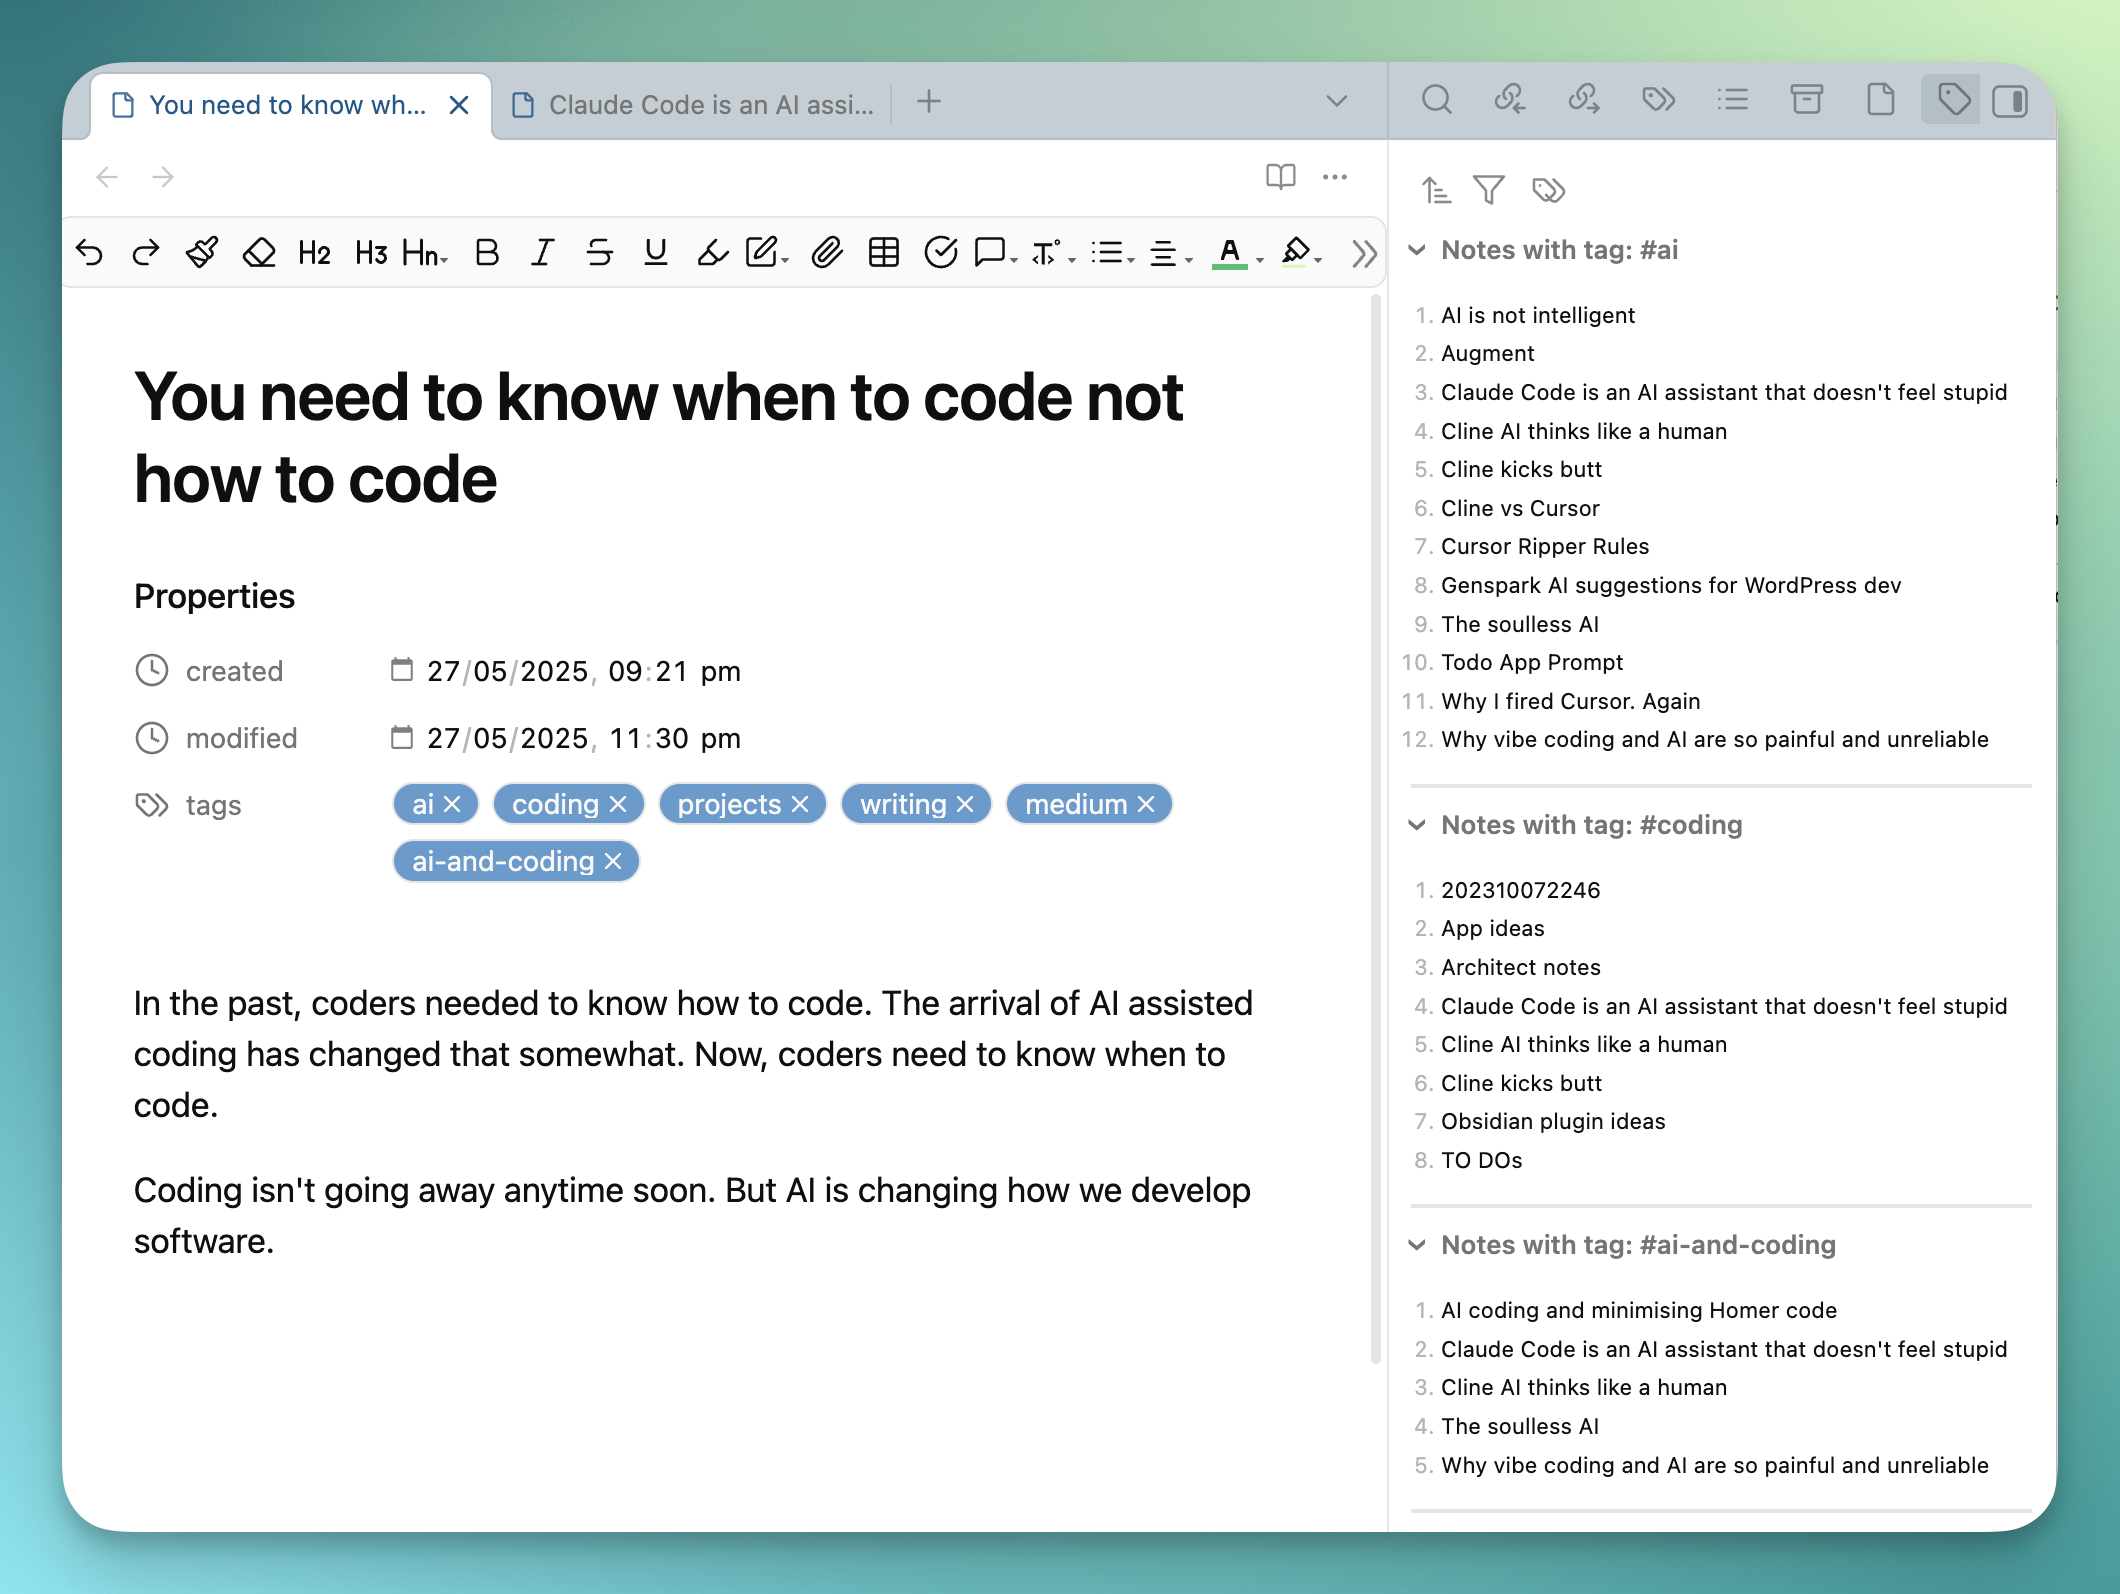 You need to know wh...
Claude Code is an AI assi...
H2 H3 Hn B I S U T A
You need to know when to code not
how to code
Properties
created 27/05/2025, 09:21 pm
modified 27/05/2025, 11:30 pm
tags ai coding projects writing medium
ai-and-coding
In the past, coders needed to know how to code. The arrival of AI assisted
coding has changed that somewhat. Now, coders need to know when to
code.
Coding isn't going away anytime soon. But AI is changing how we develop
software.
Notes with tag: #ai
1. AI is not intelligent
2. Augment
3. Claude Code is an AI assistant that doesn't feel stupid
4. Cline AI thinks like a human
5. Cline kicks butt
6. Cline vs Cursor
7. Cursor Ripper Rules
8. Genspark AI suggestions for WordPress dev
9. The soulless AI
10. Todo App Prompt
11. Why I fired Cursor. Again
12. Why vibe coding and AI are so painful and unreliable
Notes with tag: #coding
1. 202310072246
2. App ideas
3. Architect notes
4. Claude Code is an AI assistant that doesn't feel stupid
5. Cline AI thinks like a human
6. Cline kicks butt
7. Obsidian plugin ideas
8. TO DOs
Notes with tag: #ai-and-coding
1. AI coding and minimising Homer code
2. Claude Code is an AI assistant that doesn't feel stupid
3. Cline AI thinks like a human
4. The soulless AI
5. Why vibe coding and AI are so painful and unreliable